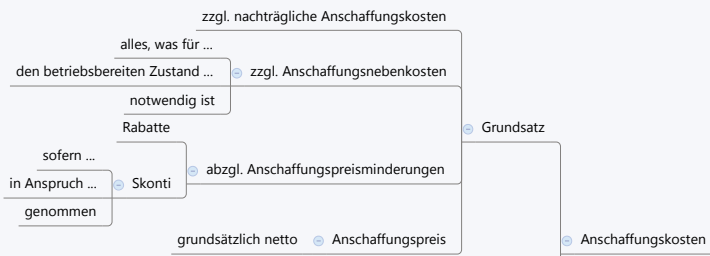 zzgl. nachträgliche Anschaffungskosten
alles, was für ...
den betriebsbereiten Zustand ...
zzgl. Anschaffungsnebenkosten
notwendig ist
Rabatte
Grundsatz
sofern ...
abzgl. Anschaffungspreisminderungen
in Anspruch ...
Skonti
genommen
grundsätzlich netto
Anschaffungspreis
Anschaffungskosten